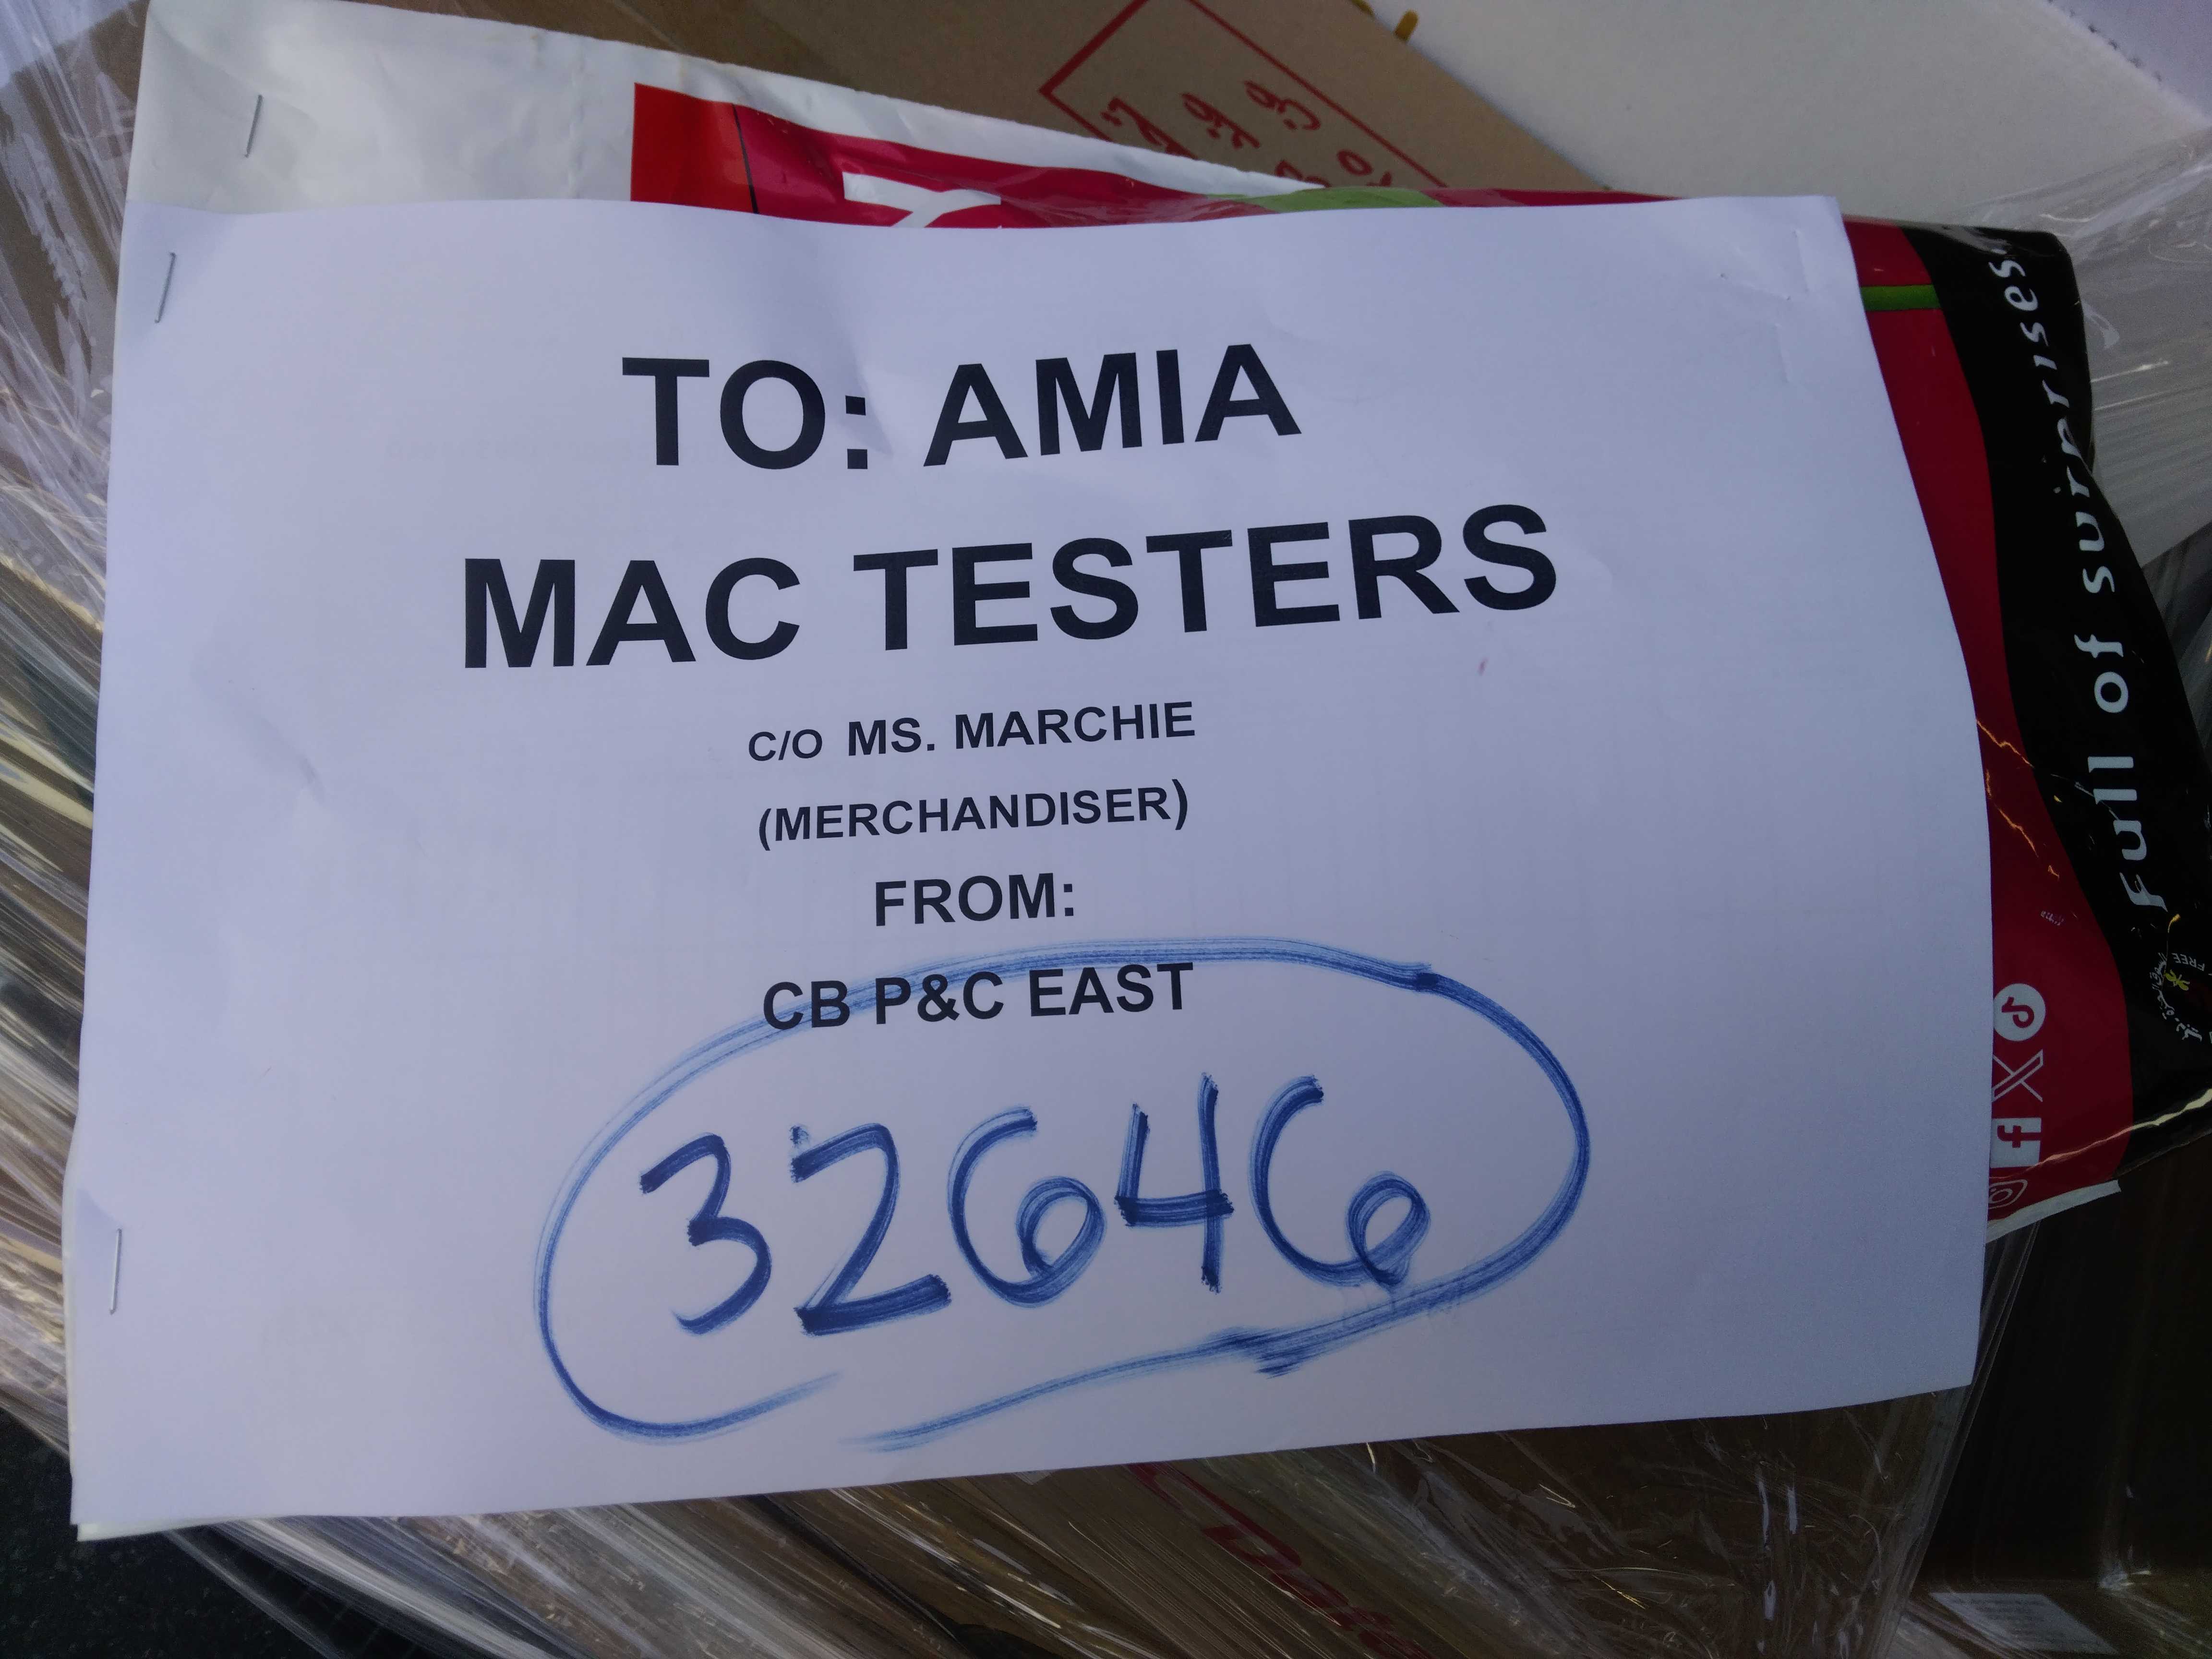 TO: AMIA
MAC TESTERS
C/O MS. MARCHIE
(MERCHANDISER)
FROM:
CB P&C EAST
32646
Full of surprises